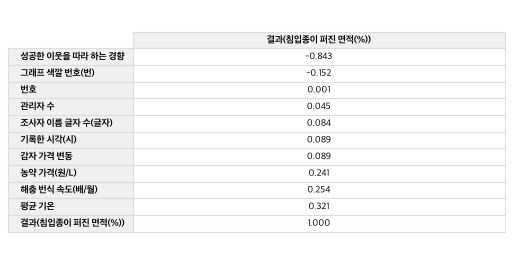 결과(침입종이 퍼진 면적(%))
성공한 이웃을 따라 하는 경향 -0.843
그래프 색깔 번호(번) -0.152
번호 0.001
관리자 수 0.045
조사자 이름 글자 수(글자) 0.084
기록한 시각(시) 0.089
감자 가격 변동 0.089
농약 가격(원/L) 0.241
해충 번식 속도(배/월) 0.254
평균 기온 0.321
결과(침입종이 퍼진 면적(%)) 1.000